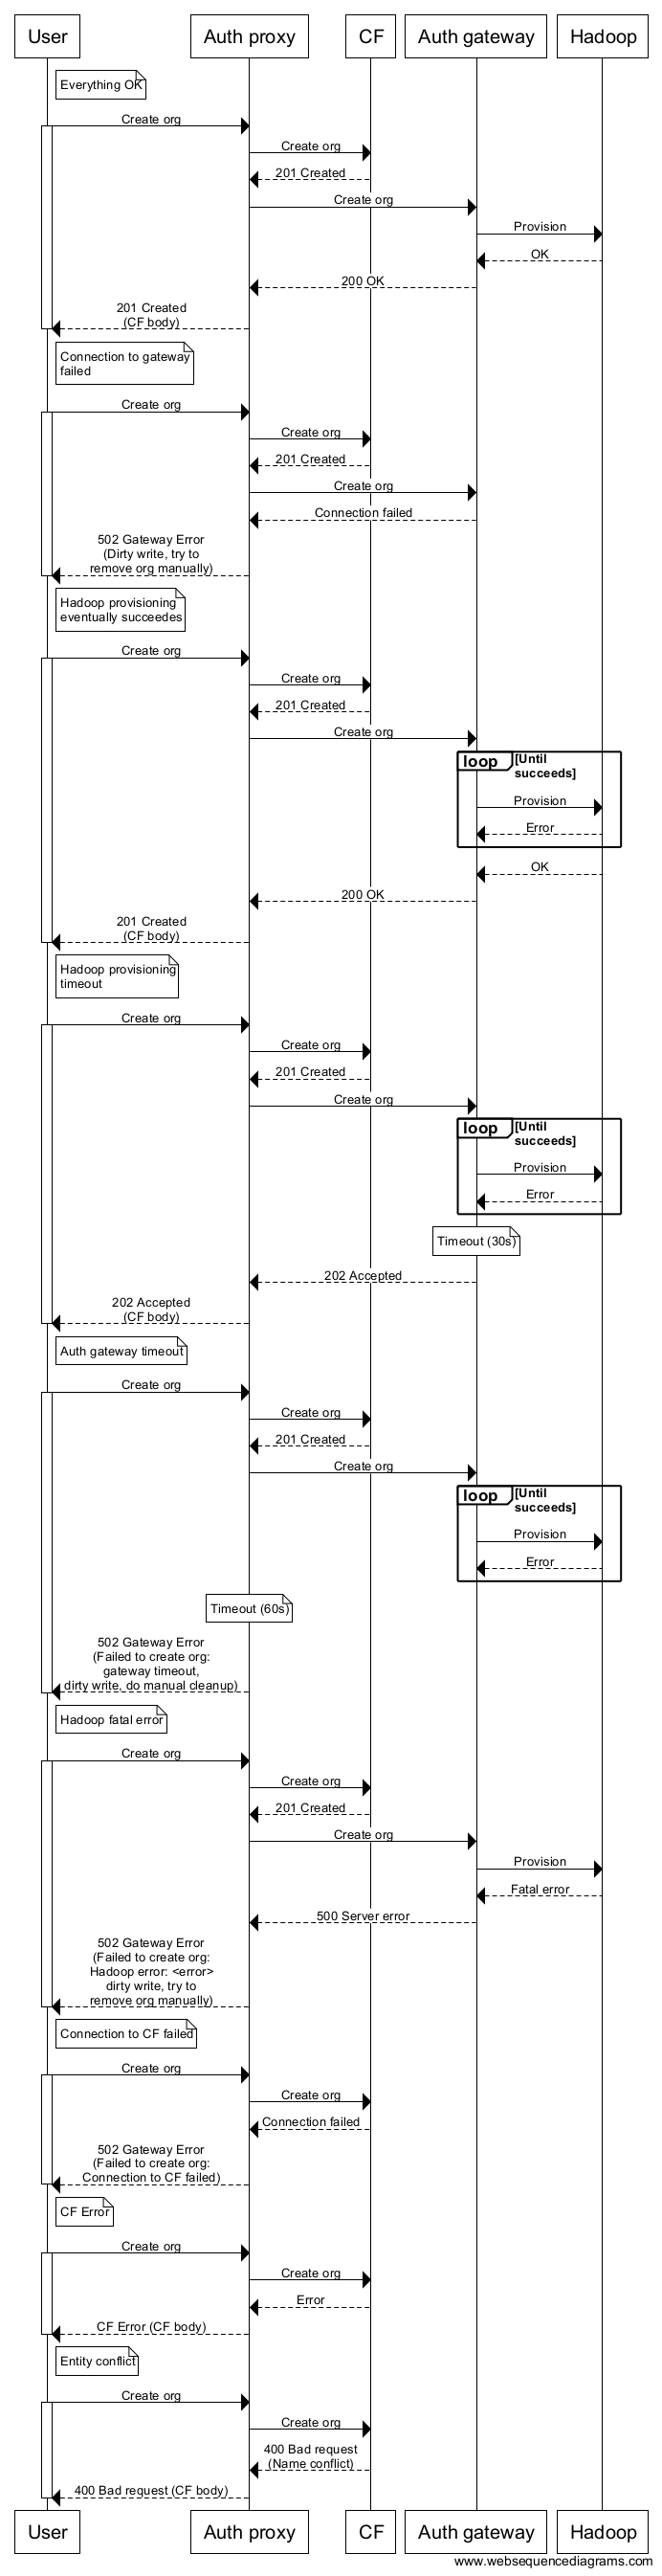 User
Auth proxy
CF
Auth gateway
Hadoop
Everything OK
Create org
Create org
201 Created
Create org
Provision
OK
200 OK
201 Created
(CF body)
Connection to gateway
failed
Create org
Create org
201 Created
Create org
Connection failed
502 Gateway Error
(Dirty write, try to
remove org manually)
Hadoop provisioning
eventually succeedes
Create org
Create org
201 Created
Create org
loop
[Until
succeeds]
Provision
Error
OK
200 OK
201 Created
(CF body)
Hadoop provisioning
timeout
Create org
Create org
201 Created
Create org
loop
[Until
succeeds]
Provision
Error
Timeout (30s)
202 Accepted
202 Accepted
(CF body)
Auth gateway timeout
Create org
Create org
201 Created
Create org
loop
[Until
succeeds]
Provision
Error
Timeout (60s)
502 Gateway Error
(Failed to create org:
gateway timeout,
dirty write, do manual cleanup)
Hadoop fatal error
Create org
Create org
201 Created
Create org
Provision
Fatal error
500 Server error
502 Gateway Error
(Failed to create org:
Hadoop error: <error>
dirty write, try to
remove org manually)
Connection to CF failed
Create org
Create org
Connection failed
502 Gateway Error
(Failed to create org:
Connection to CF failed)
CF Error
Create org
Create org
Error
CF Error (CF body)
Entity conflict
Create org
Create org
400 Bad request
(Name conflict)
400 Bad request (CF body)
User
Auth proxy
CF
Auth gateway
Hadoop
www.websequencediagrams.com